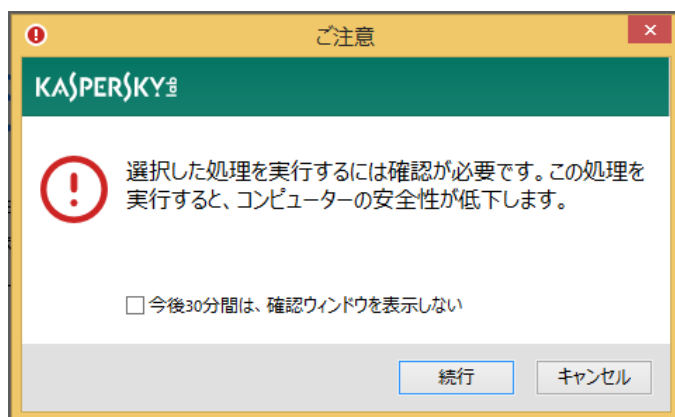 ご注意
KASPERSKY lab
選択した処理を実行するには確認が必要です。この処理を
実行すると、コンピューターの安全性が低下します。
今後30分間は、確認ウィンドウを表示しない
続行
キャンセル